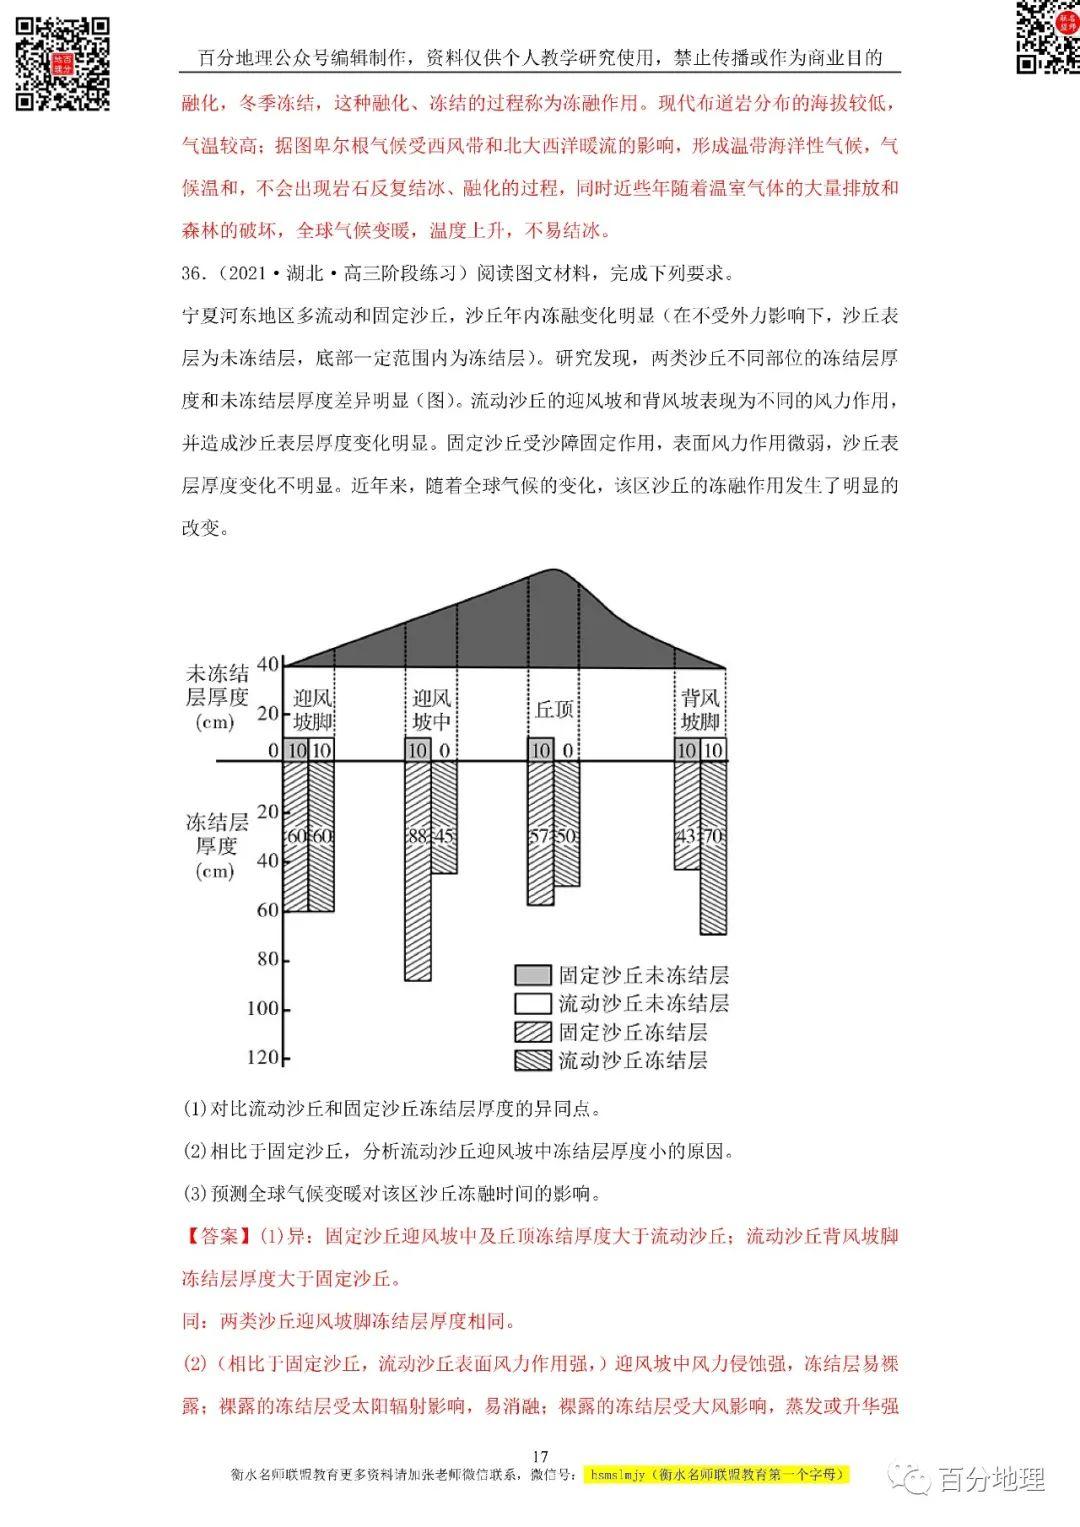 百分地理公众号编辑制作，资料仅供个人教学研究使用，禁止传播或作为商业目的
融化，冬季冻结，这种融化、冻结的过程称为冻融作用。现代布道岩分布的海拔较低，
气温较高；据图卑尔根气候受西风带和北大西洋暖流的影响，形成温带海洋性气候，气
候温和，不会出现岩石反复结冰、融化的过程，同时近些年随着温室气体的大量排放和
森林的破坏，全球气候变暖，温度上升，不易结冰。
36.（2021·湖北·高三阶段练习）阅读图文材料，完成下列要求。
宁夏河东地区多流动和固定沙丘，沙丘年内冻融变化明显（在不受外力影响下，沙丘表
层为未冻结层，底部一定范围内为冻结层）。研究发现，两类沙丘不同部位的冻结层厚
度和未冻结层厚度差异明显（图）。流动沙丘的迎风坡和背风坡表现为不同的风力作用，
并造成沙丘表层厚度变化明显。固定沙丘受沙障固定作用，表面风力作用微弱，沙丘表
层厚度变化不明显。近年来，随着全球气候的变化，该区沙丘的冻融作用发生了明显的
改变。
未冻结
层厚度
(cm)
40
20
0
迎风
坡脚
迎风
坡中
丘顶
背风
坡脚
10 10
10 0
10 0
10 10
冻结层
厚度
(cm)
20
40
60
80
100
120
60 60
88 45
57 50
43 70
固定沙丘未冻结层
流动沙丘未冻结层
固定沙丘冻结层
流动沙丘冻结层
(1)对比流动沙丘和固定沙丘冻结层厚度的异同点。
(2)相比于固定沙丘，分析流动沙丘迎风坡中冻结层厚度小的原因。
(3)预测全球气候变暖对该区沙丘冻融时间的影响。
【答案】(1)异：固定沙丘迎风坡中及丘顶冻结厚度大于流动沙丘；流动沙丘背风坡脚
冻结层厚度大于固定沙丘。
同：两类沙丘迎风坡脚冻结层厚度相同。
(2)（相比于固定沙丘，流动沙丘表面风力作用强，）迎风坡中风力侵蚀强，冻结层易裸
露；裸露的冻结层受太阳辐射影响，易消融；裸露的冻结层受大风影响，蒸发或升华强
17
衡水名师联盟教育更多资料请加张老师微信联系，微信号：hsmslmjy（衡水名师联盟教育第一个字母）
百分地理